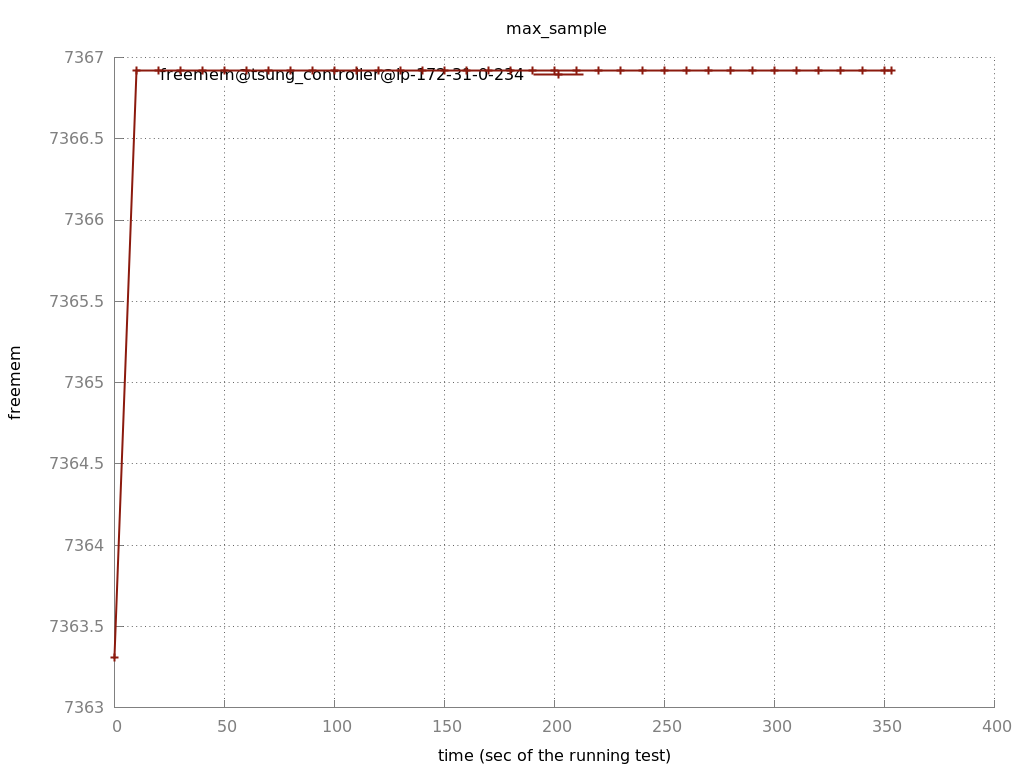 max_sample
7367
freemem@tsung_controller@ip-172-31-0-234
7366.5
7366
7365.5
7365
7364.5
7364
7363.5
7363
freemem
0 50 100 150 200 250 300 350 400
time (sec of the running test)